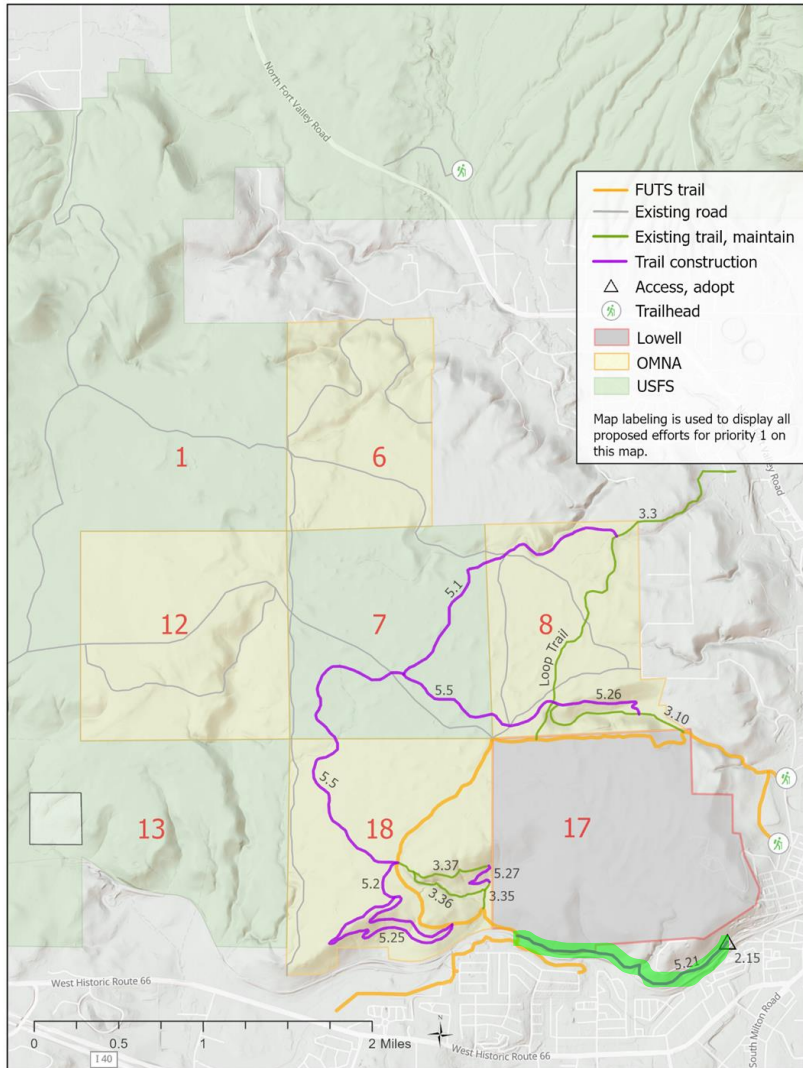 North Fort Valley Road
FUTS trail
Existing road
Existing trail, maintain
Trail construction
Access, adopt
Trailhead
Lowell
OMNA
USFS
Map labeling is used to display all
proposed efforts for priority 1 on
this map.
1
6
3.3
12
7
5.1
8
Loop Trail
5.5
5.26
3.10
5.5
13
18
17
3.37
5.27
5.2
3.36
3.35
5.25
5.21
2.15
West Historic Route 66
South Milton Road
N
0
0.5
1
2 Miles
I 40
West Historic Route 66